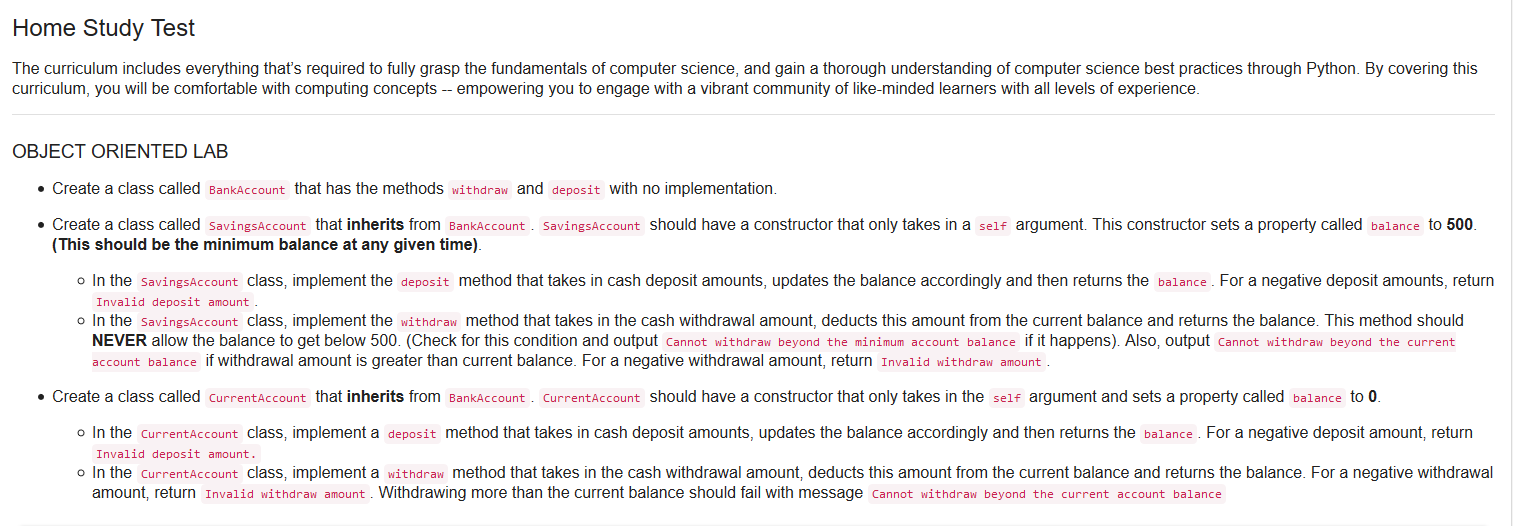 Home Study Test
The curriculum includes everything that's required to fully grasp the fundamentals of computer science, and gain a thorough understanding of computer science best practices through Python. By covering this
curriculum, you will be comfortable with computing concepts -- empowering you to engage with a vibrant community of like-minded learners with all levels of experience.
OBJECT ORIENTED LAB
• Create a class called BankAccount that has the methods withdraw and deposit with no implementation.
• Create a class called SavingsAccount that inherits from BankAccount . SavingsAccount should have a constructor that only takes in a self argument. This constructor sets a property called balance to 500.
(This should be the minimum balance at any given time).
○ In the SavingsAccount class, implement the deposit method that takes in cash deposit amounts, updates the balance accordingly and then returns the balance . For a negative deposit amounts, return
Invalid deposit amount .
○ In the SavingsAccount class, implement the withdraw method that takes in the cash withdrawal amount, deducts this amount from the current balance and returns the balance. This method should
NEVER allow the balance to get below 500. (Check for this condition and output Cannot withdraw beyond the minimum account balance if it happens). Also, output Cannot withdraw beyond the current
account balance if withdrawal amount is greater than current balance. For a negative withdrawal amount, return Invalid withdraw amount .
• Create a class called CurrentAccount that inherits from BankAccount . CurrentAccount should have a constructor that only takes in the self argument and sets a property called balance to 0.
○ In the CurrentAccount class, implement a deposit method that takes in cash deposit amounts, updates the balance accordingly and then returns the balance . For a negative deposit amount, return
Invalid deposit amount.
○ In the CurrentAccount class, implement a withdraw method that takes in the cash withdrawal amount, deducts this amount from the current balance and returns the balance. For a negative withdrawal
amount, return Invalid withdraw amount . Withdrawing more than the current balance should fail with message Cannot withdraw beyond the current account balance